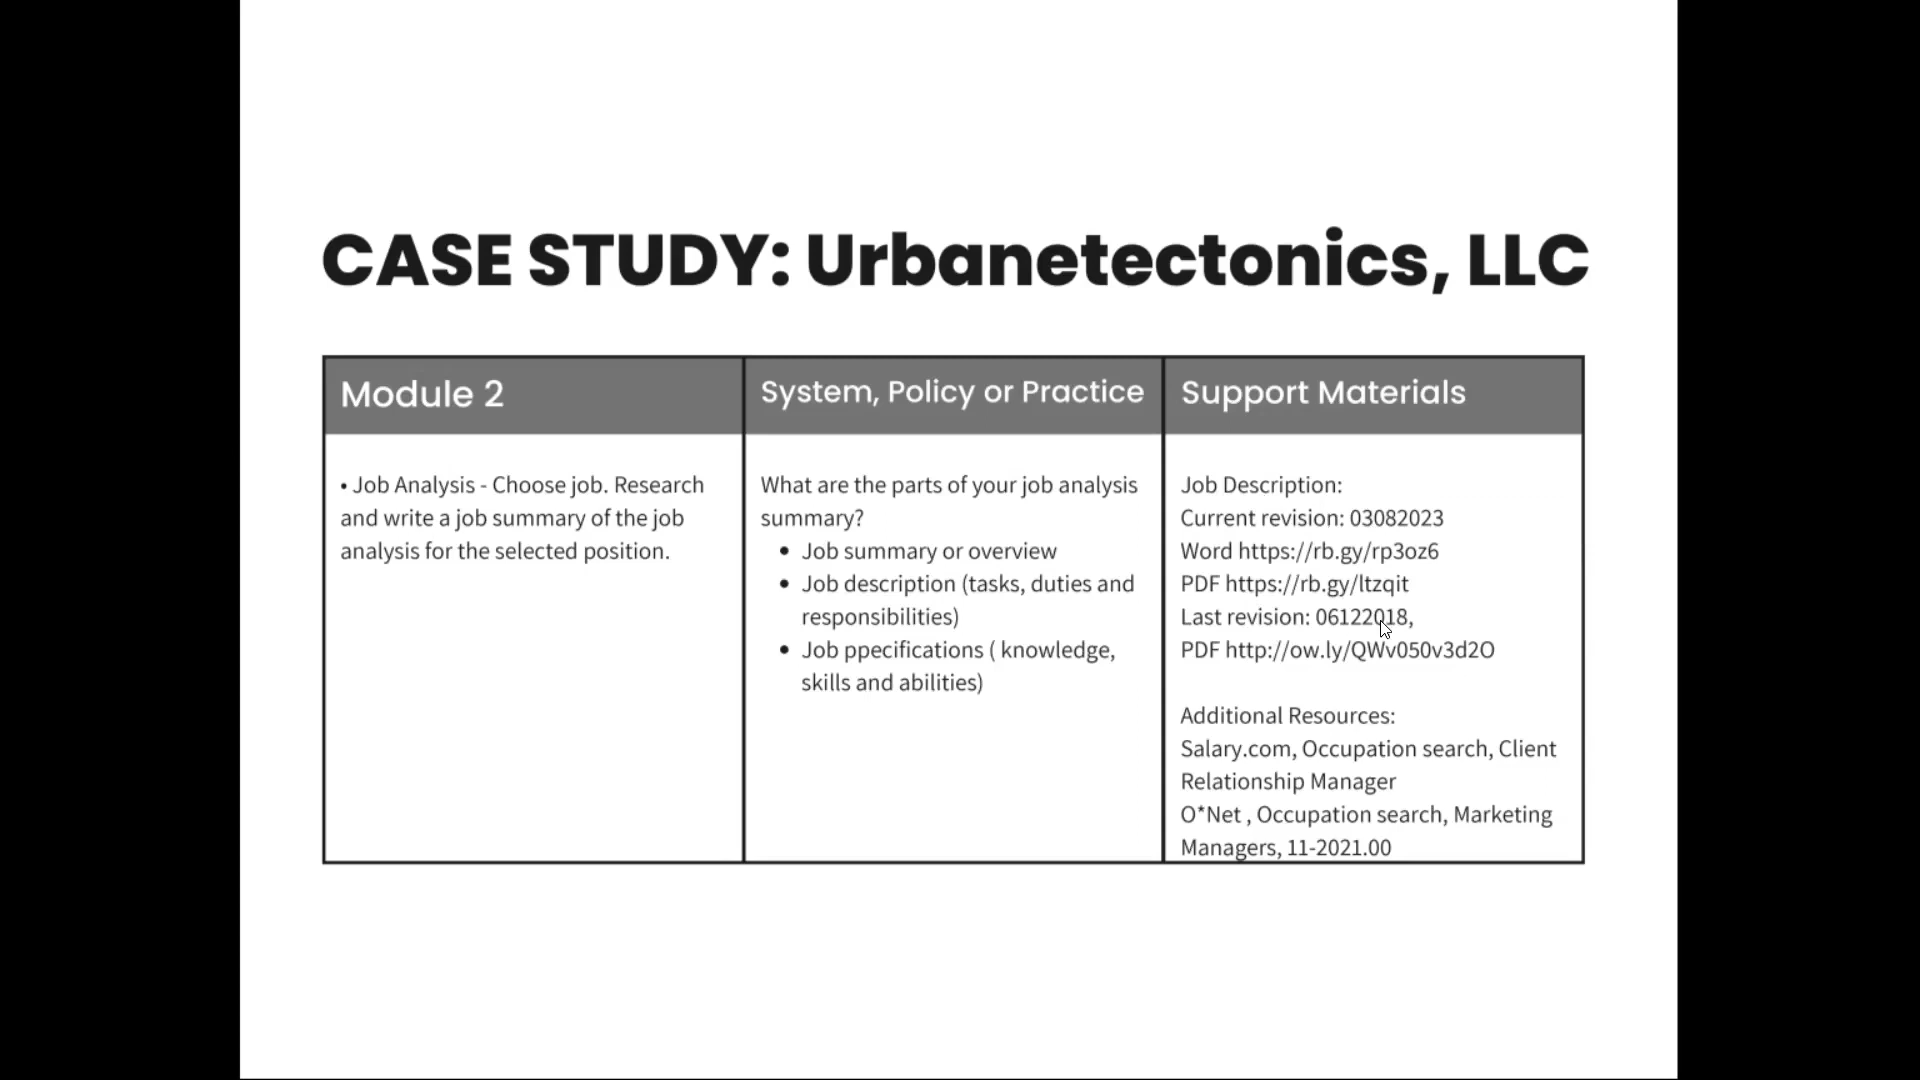 CASE STUDY: Urbanetectonics, LLC
Module 2
System, Policy or Practice
Support Materials
• Job Analysis - Choose job. Research
and write a job summary of the job
analysis for the selected position.
What are the parts of your job analysis
summary?
• Job summary or overview
• Job description (tasks, duties and
responsibilities)
• Job ppecifications ( knowledge,
skills and abilities)
Job Description:
Current revision: 03082023
Word https://rb.gy/rp3oz6
PDF https://rb.gy/ltzqit
Last revision: 06122018,
PDF http://ow.ly/QWv050v3d2O
Additional Resources:
Salary.com, Occupation search, Client
Relationship Manager
O*Net , Occupation search, Marketing
Managers, 11-2021.00